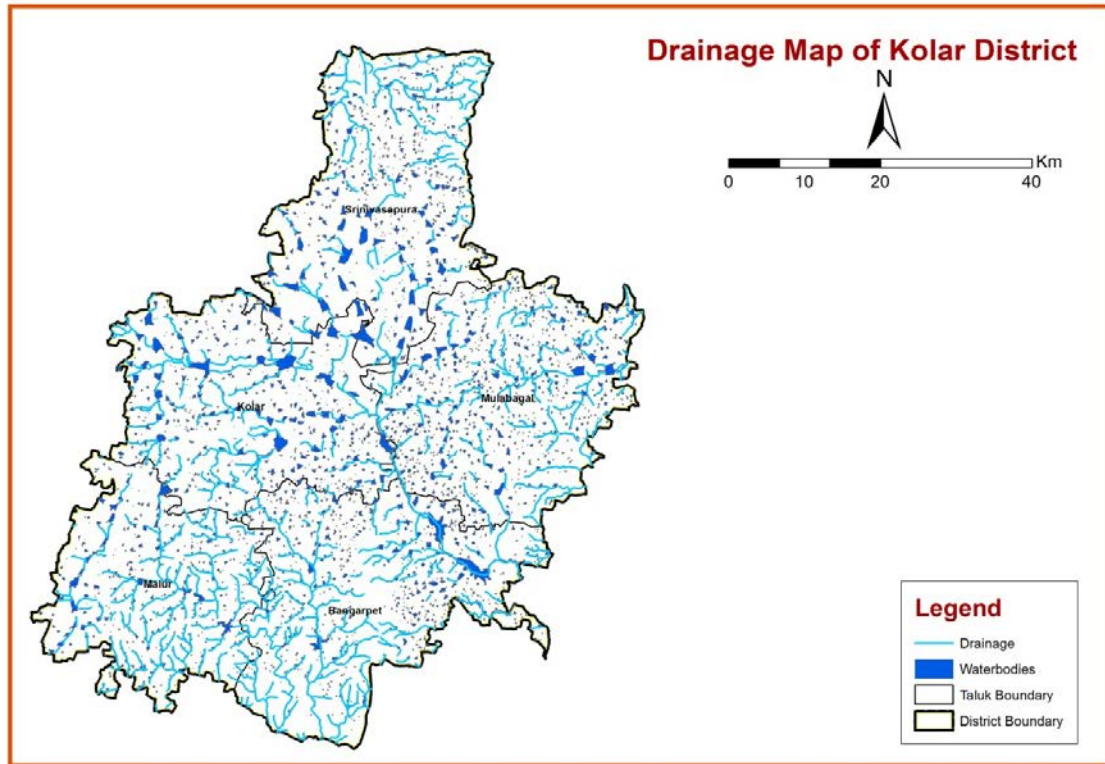 Drainage Map of Kolar District
N
Km
0 10 20 40
Srinivasapura
Kolar
Mulabagal
Malur
Bangarpet
Legend
Drainage
Waterbodies
Taluk Boundary
District Boundary